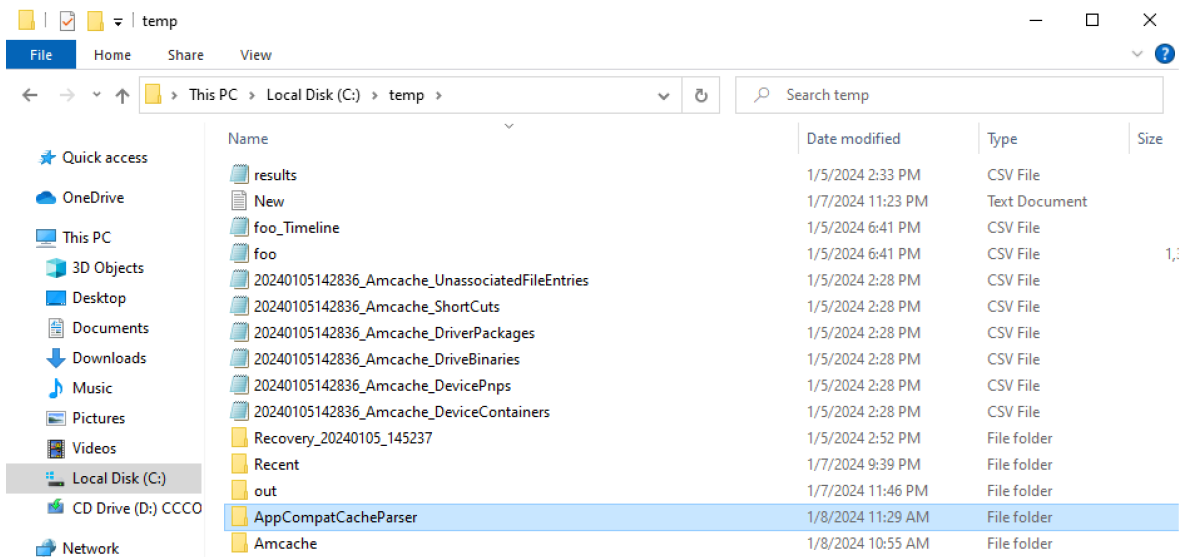 temp
File Home Share View
This PC Local Disk (C:) temp Search temp
Name Date modified Type Size
Quick access
OneDrive
This PC
3D Objects
Desktop
Documents
Downloads
Music
Pictures
Videos
Local Disk (C:)
CD Drive (D:) CCCO
Network
results 1/5/2024 2:33 PM CSV File
New 1/7/2024 11:23 PM Text Document
foo_Timeline 1/5/2024 6:41 PM CSV File
foo 1/5/2024 6:41 PM CSV File 1,
20240105142836_Amcache_UnassociatedFileEntries 1/5/2024 2:28 PM CSV File
20240105142836_Amcache_ShortCuts 1/5/2024 2:28 PM CSV File
20240105142836_Amcache_DriverPackages 1/5/2024 2:28 PM CSV File
20240105142836_Amcache_DriveBinaries 1/5/2024 2:28 PM CSV File
20240105142836_Amcache_DevicePnps 1/5/2024 2:28 PM CSV File
20240105142836_Amcache_DeviceContainers 1/5/2024 2:28 PM CSV File
Recovery_20240105_145237 1/5/2024 2:52 PM File folder
Recent 1/7/2024 9:39 PM File folder
out 1/7/2024 11:46 PM File folder
AppCompatCacheParser 1/8/2024 11:29 AM File folder
Amcache 1/8/2024 10:55 AM File folder